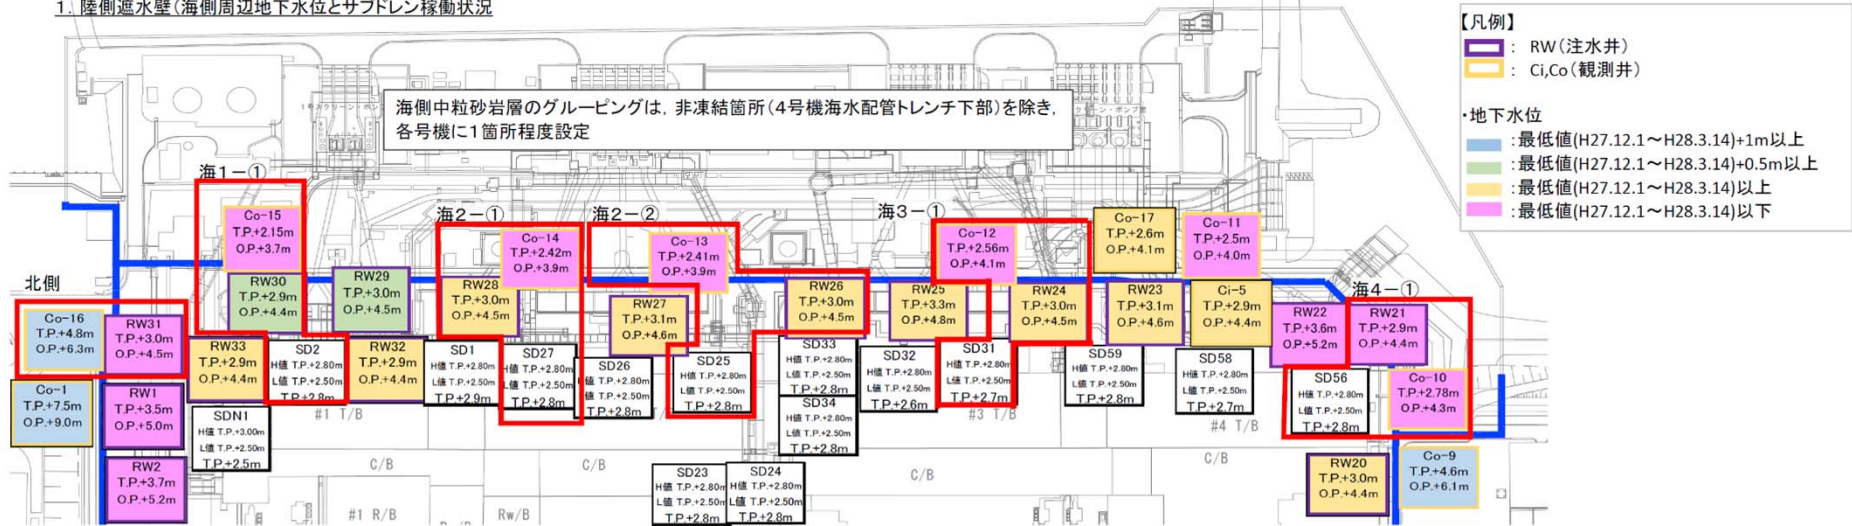 1. 陸側遮水壁(海側周辺地下水位とサブドレン稼働状況
【凡例】
: RW(注水井)
: Ci,Co(観測井)
・地下水位
:最低値(H27.12.1~H28.3.14)+1m以上
:最低値(H27.12.1~H28.3.14)+0.5m以上
:最低値(H27.12.1~H28.3.14)以上
:最低値(H27.12.1~H28.3.14)以下
海側中粒砂岩層のグルーピングは, 非凍結箇所(4号機海水配管トレンチ下部)を除き,
各号機に1箇所程度設定
海1-①
海2-①
海2-②
海3-①
海4-①
北側
Co-15
T.P.+2.15m
O.P.+3.7m
Co-14
T.P.+2.42m
O.P.+3.9m
Co-13
T.P.+2.41m
O.P.+3.9m
Co-12
T.P.+2.56m
O.P.+4.1m
Co-17
T.P.+2.6m
O.P.+4.1m
Co-11
T.P.+2.5m
O.P.+4.0m
Co-16
T.P.+4.8m
O.P.+6.3m
RW31
T.P.+3.0m
O.P.+4.5m
RW30
T.P.+2.9m
O.P.+4.4m
RW29
T.P.+3.0m
O.P.+4.5m
RW28
T.P.+3.0m
O.P.+4.5m
RW27
T.P.+3.1m
O.P.+4.6m
RW26
T.P.+3.0m
O.P.+4.5m
RW25
T.P.+3.3m
O.P.+4.8m
RW24
T.P.+3.0m
O.P.+4.5m
RW23
T.P.+3.1m
O.P.+4.6m
Ci-5
T.P.+2.9m
O.P.+4.4m
RW22
T.P.+3.6m
O.P.+5.2m
RW21
T.P.+2.9m
O.P.+4.4m
RW33
T.P.+2.9m
O.P.+4.4m
SD2
H値 T.P.+2.80m
L値 T.P.+2.50m
T.P.+2.8m
RW32
T.P.+2.9m
O.P.+4.4m
SD1
H値 T.P.+2.80m
L値 T.P.+2.50m
T.P.+2.9m
SD27
H値 T.P.+2.80m
L値 T.P.+2.50m
T.P.+2.8m
SD26
H値 T.P.+2.80m
L値 T.P.+2.50m
T.P.+2.8m
SD25
H値 T.P.+2.80m
L値 T.P.+2.50m
T.P.+2.8m
SD33
H値 T.P.+2.80m
L値 T.P.+2.50m
T.P.+2.8m
SD32
H値 T.P.+2.80m
L値 T.P.+2.50m
T.P.+2.6m
SD31
H値 T.P.+2.80m
L値 T.P.+2.50m
T.P.+2.7m
SD59
H値 T.P.+2.80m
L値 T.P.+2.50m
T.P.+2.8m
SD58
H値 T.P.+2.80m
L値 T.P.+2.50m
T.P.+2.7m
SD56
H値 T.P.+2.80m
L値 T.P.+2.50m
T.P.+2.8m
Co-10
T.P.+2.78m
O.P.+4.3m
Co-1
T.P.+7.5m
O.P.+9.0m
RW1
T.P.+3.5m
O.P.+5.0m
SDN1
H値 T.P.+3.00m
L値 T.P.+2.50m
T.P.+2.5m
SD34
H値 T.P.+2.80m
L値 T.P.+2.50m
T.P.+2.8m
#1 T/B
#3 T/B
#4 T/B
RW2
T.P.+3.7m
O.P.+5.2m
C/B
C/B
C/B
C/B
SD23
H値 T.P.+2.80m
L値 T.P.+2.50m
T.P.+2.8m
SD24
H値 T.P.+2.80m
L値 T.P.+2.50m
T.P.+2.8m
RW20
T.P.+3.0m
O.P.+4.4m
Co-9
T.P.+4.6m
O.P.+6.1m
#1 R/B
Rw/B